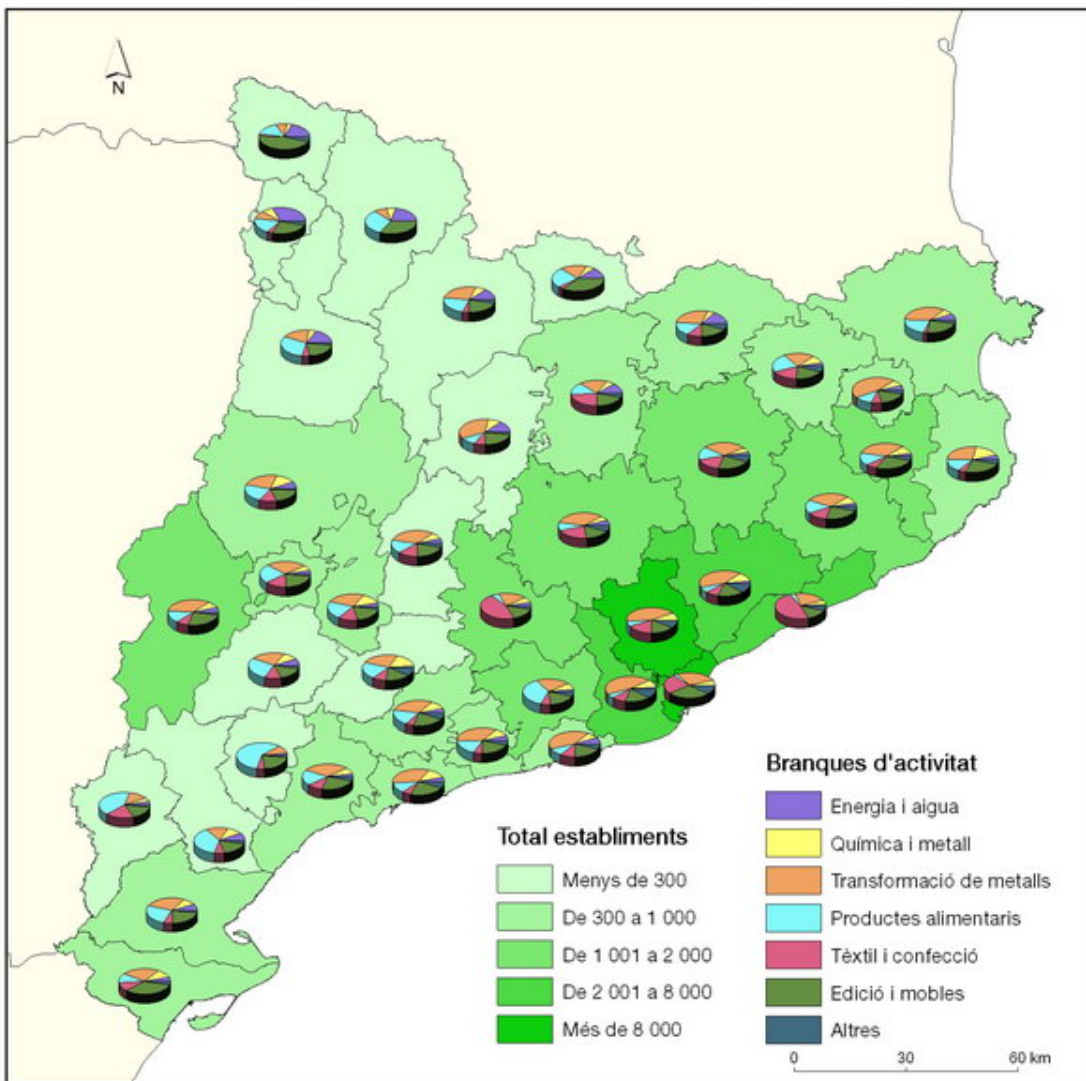 N
Total establiments
Menys de 300
De 300 a 1 000
De 1 001 a 2 000
De 2 001 a 8 000
Més de 8 000
Branques d'activitat
Energia i aigua
Química i metall
Transformació de metalls
Productes alimentaris
Tèxtil i confecció
Edició i mobles
Altres
0 30 60 km